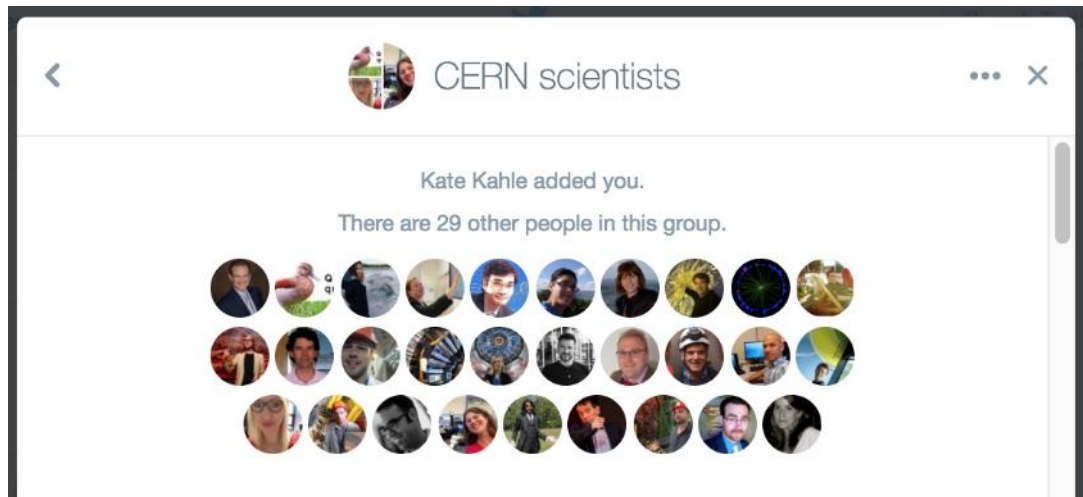 CERN scientists
Kate Kahle added you.
There are 29 other people in this group.